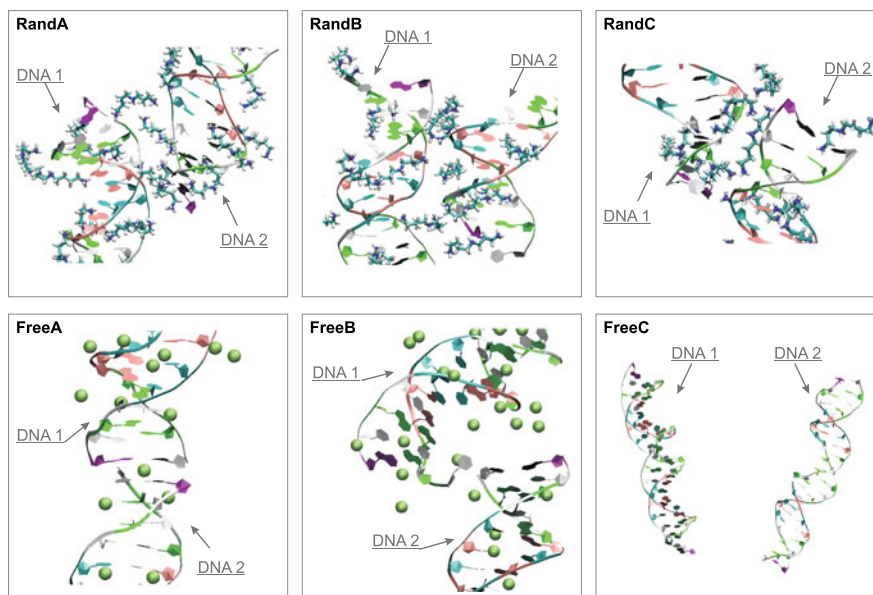 RandA
DNA 1
DNA 2
RandB
DNA 1
DNA 2
RandC
DNA 2
DNA 1
FreeA
DNA 1
DNA 2
FreeB
DNA 1
DNA 2
FreeC
DNA 1
DNA 2